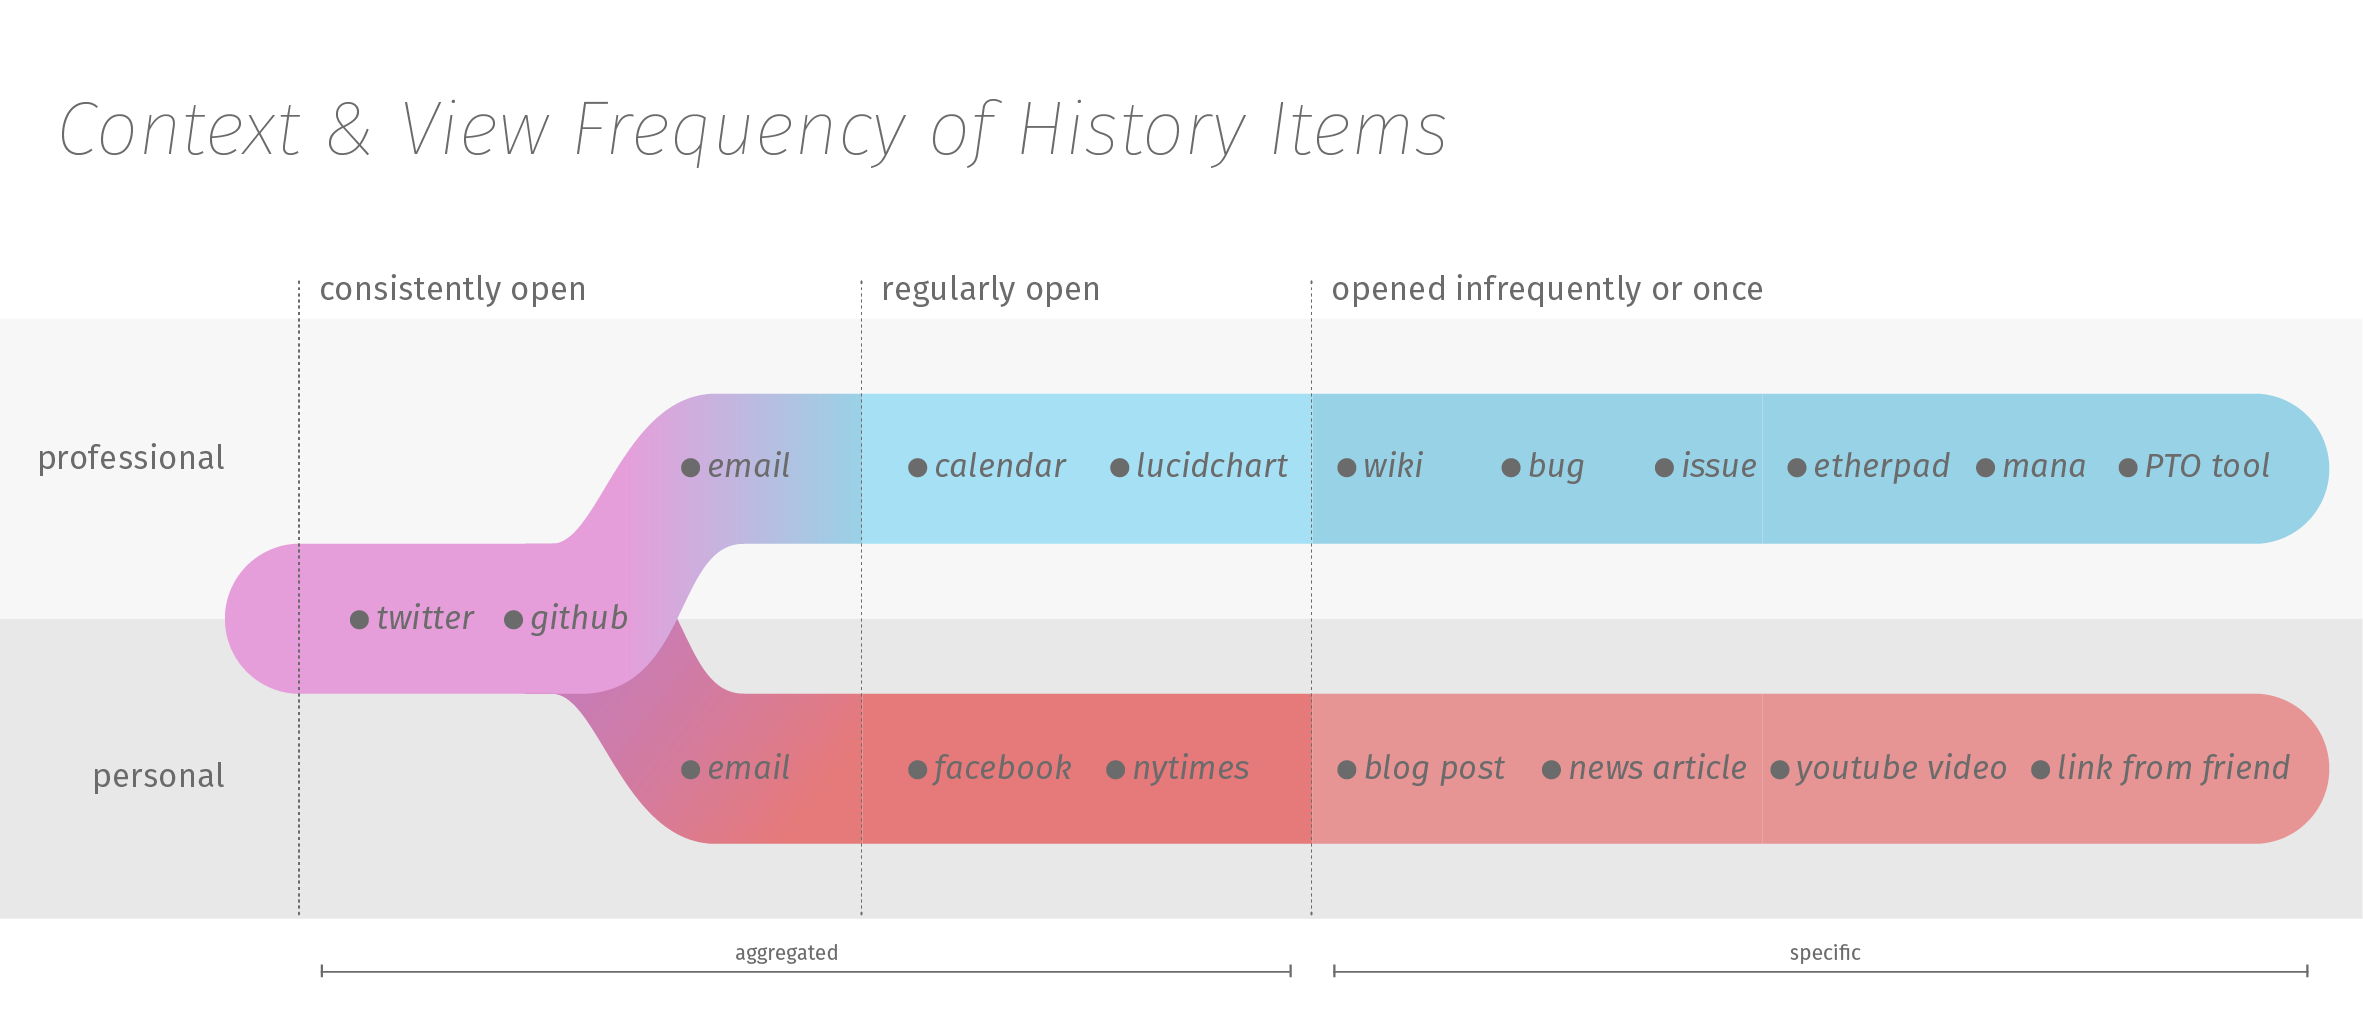 Context & View Frequency of History Items
consistently open
regularly open
opened infrequently or once
professional
email
calendar
lucidchart
wiki
bug
issue
etherpad
mana
PTO tool
twitter
github
personal
email
facebook
nytimes
blog post
news article
youtube video
link from friend
aggregated
specific